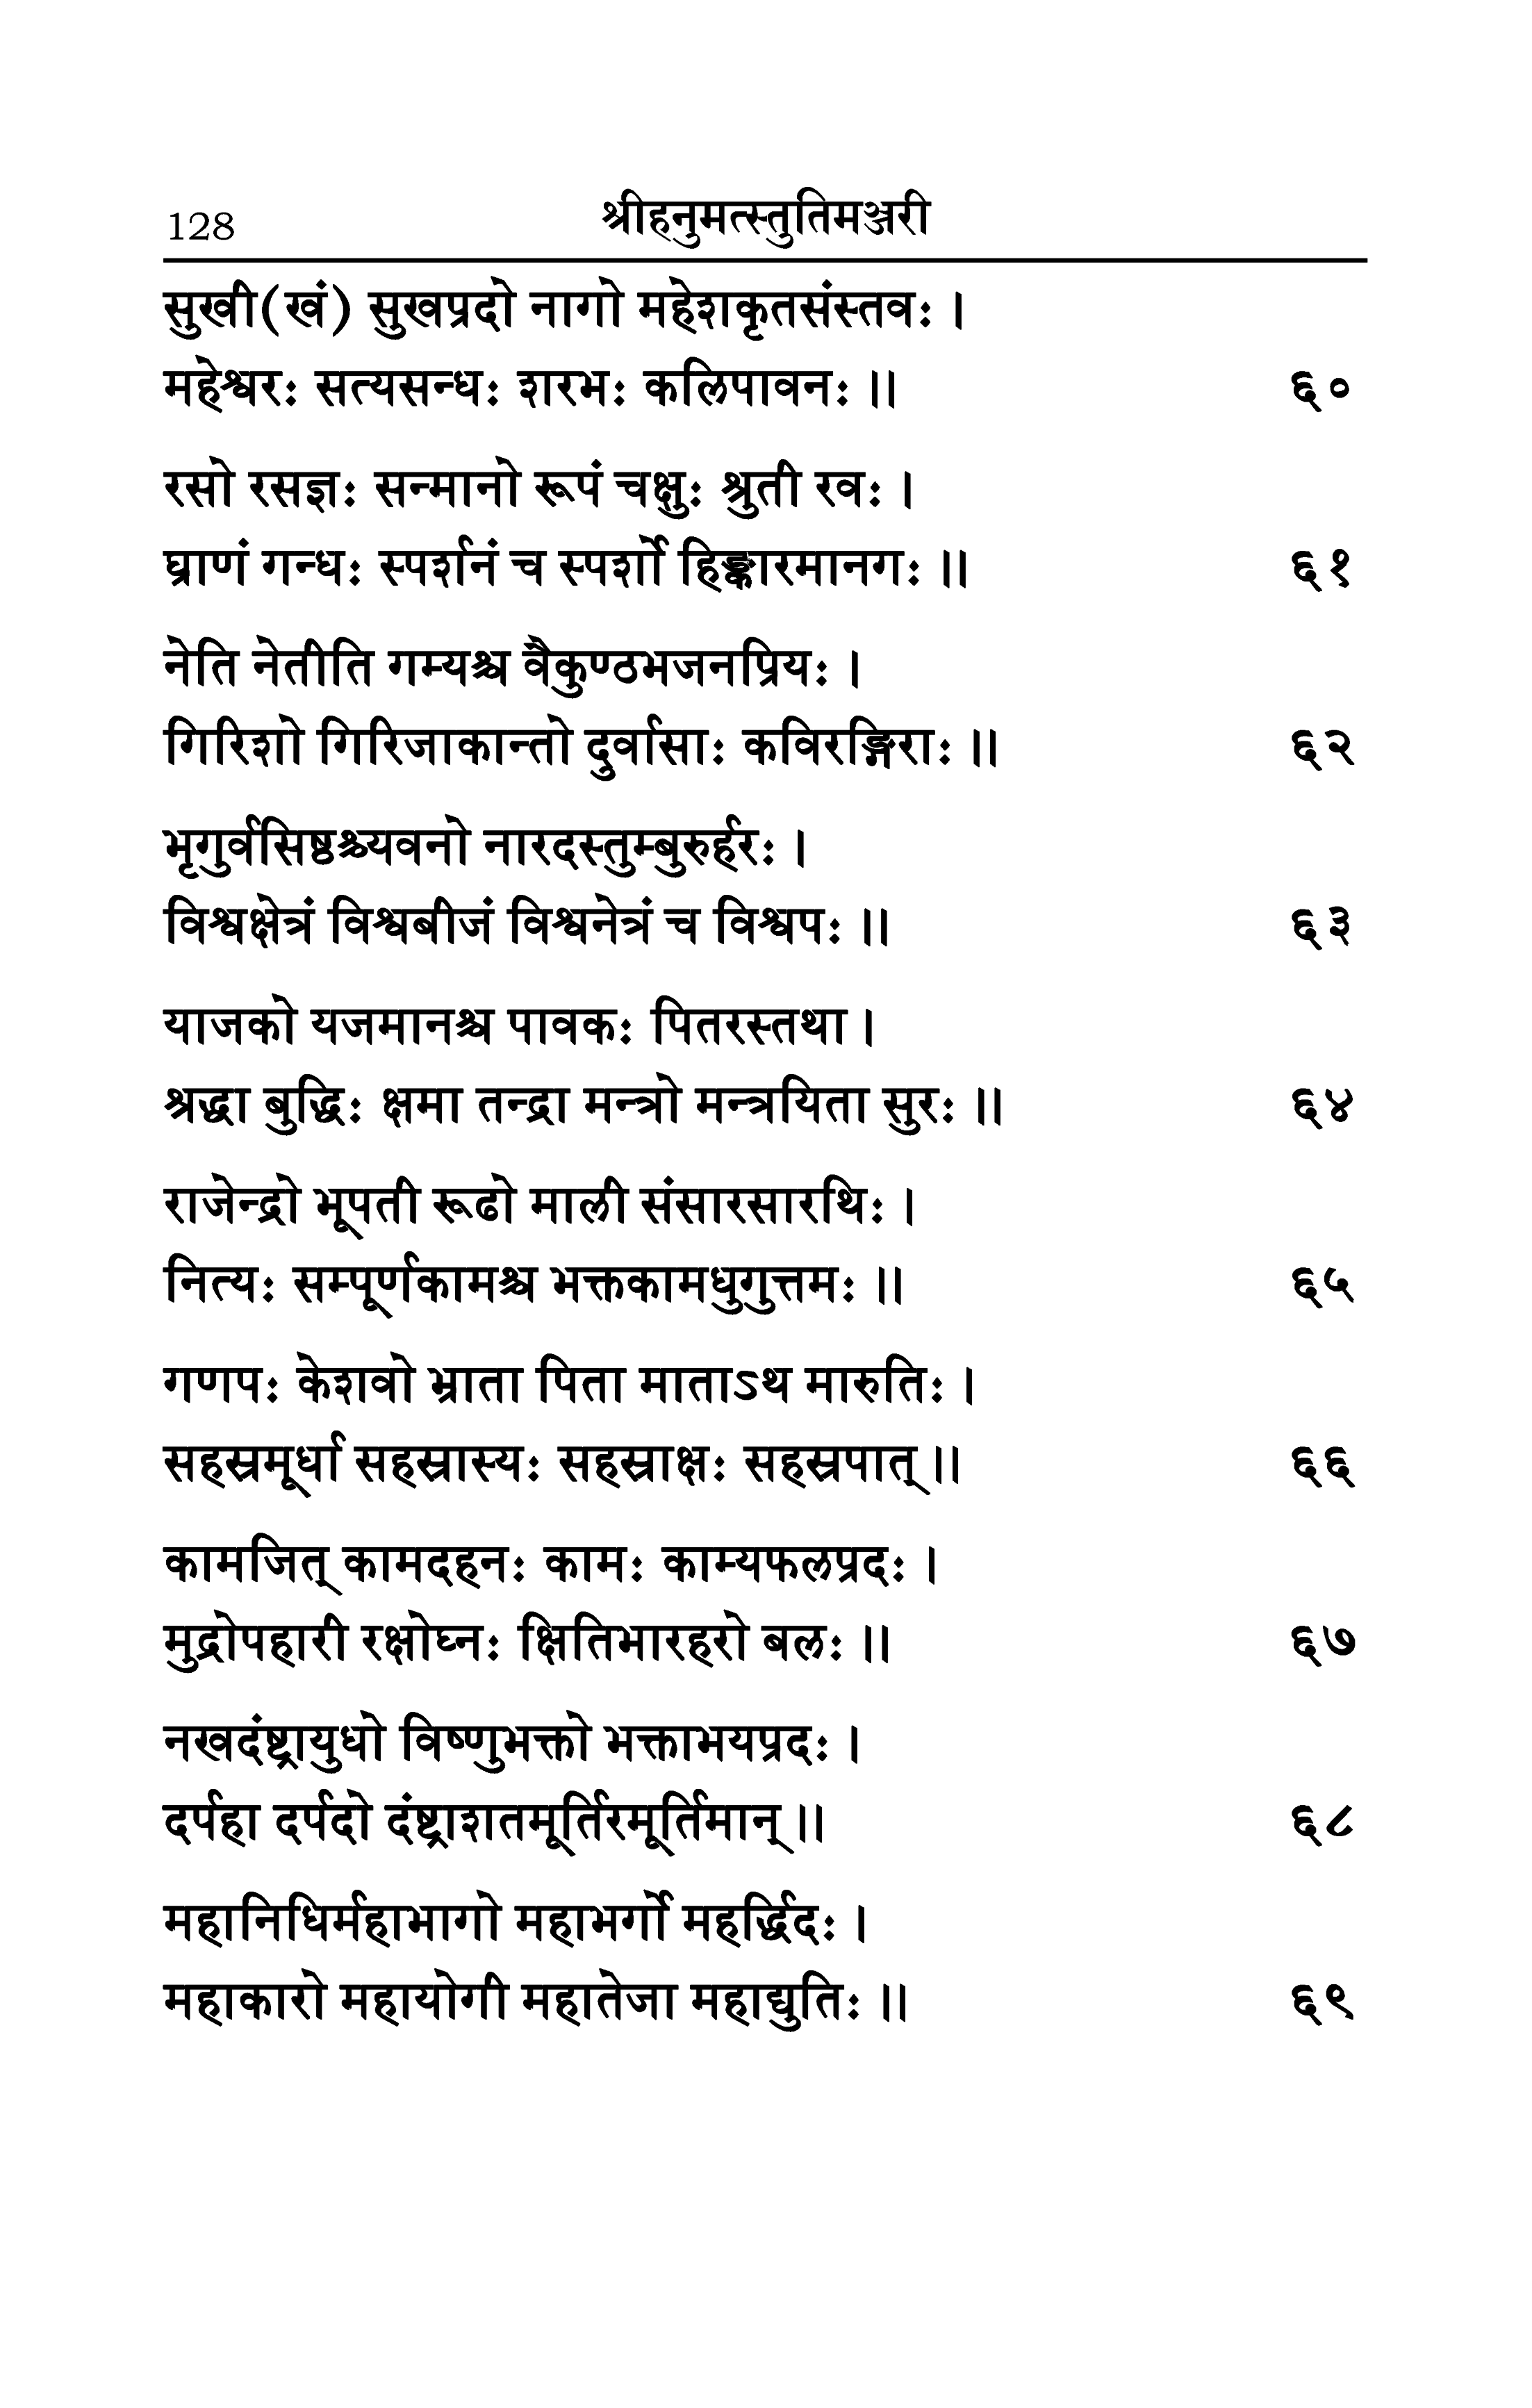 128 श्रीहनुमत्स्तुतिमञ्जरी
सुखी(खं) सुखप्रदो नागो महेशकृतसंस्तवः ।
महेश्वरः सत्यसन्धः शरभः कलिपावनः ॥ ६०
रसो रसज्ञः सन्मानो रूपं चक्षुः श्रुती रवः ।
घ्राणं गन्धः स्पर्शनं च स्पर्शो हिङ्कारमानगः ॥ ६१
नेति नेतीति गम्यश्च वैकुण्ठभजनप्रियः ।
गिरिशो गिरिजाकान्तो दुर्वासाः कविरङ्गिराः ॥ ६२
भृगुर्वसिष्ठश्च्यवनो नारदस्तुम्बुरुर्हरः ।
विश्वक्षेत्रं विश्वबीजं विश्वनेत्रं च विश्वपः ॥ ६३
याजको यजमानश्च पावकः पितरस्तथा ।
श्रद्धा बुद्धिः क्षमा तन्द्रा मन्त्रो मन्त्रयिता सुरः ॥ ६४
राजेन्द्रो भूपती रूढो माली संसारसारथिः ।
नित्यः सम्पूर्णकामश्च भक्तकामधुगुत्तमः ॥ ६५
गणपः केशवो भ्राता पिता माताऽथ मारुतिः ।
सहस्रमूर्धा सहस्रास्यः सहस्राक्षः सहस्रपात् ॥ ६६
कामजित् कामदहनः कामः काम्यफलप्रदः ।
मुद्रोपहारी रक्षोघ्नः क्षितिभारहरो बलः ॥ ६७
नखदंष्ट्रायुधो विष्णुभक्तो भक्ताभयप्रदः ।
दर्पहा दर्पदो दंष्ट्राशतमूर्तिरमूर्तिमान् ॥ ६८
महानिधिर्महाभागो महाभर्गो महर्द्धिदः ।
महाकारो महायोगी महातेजा महाद्युतिः ॥ ६९